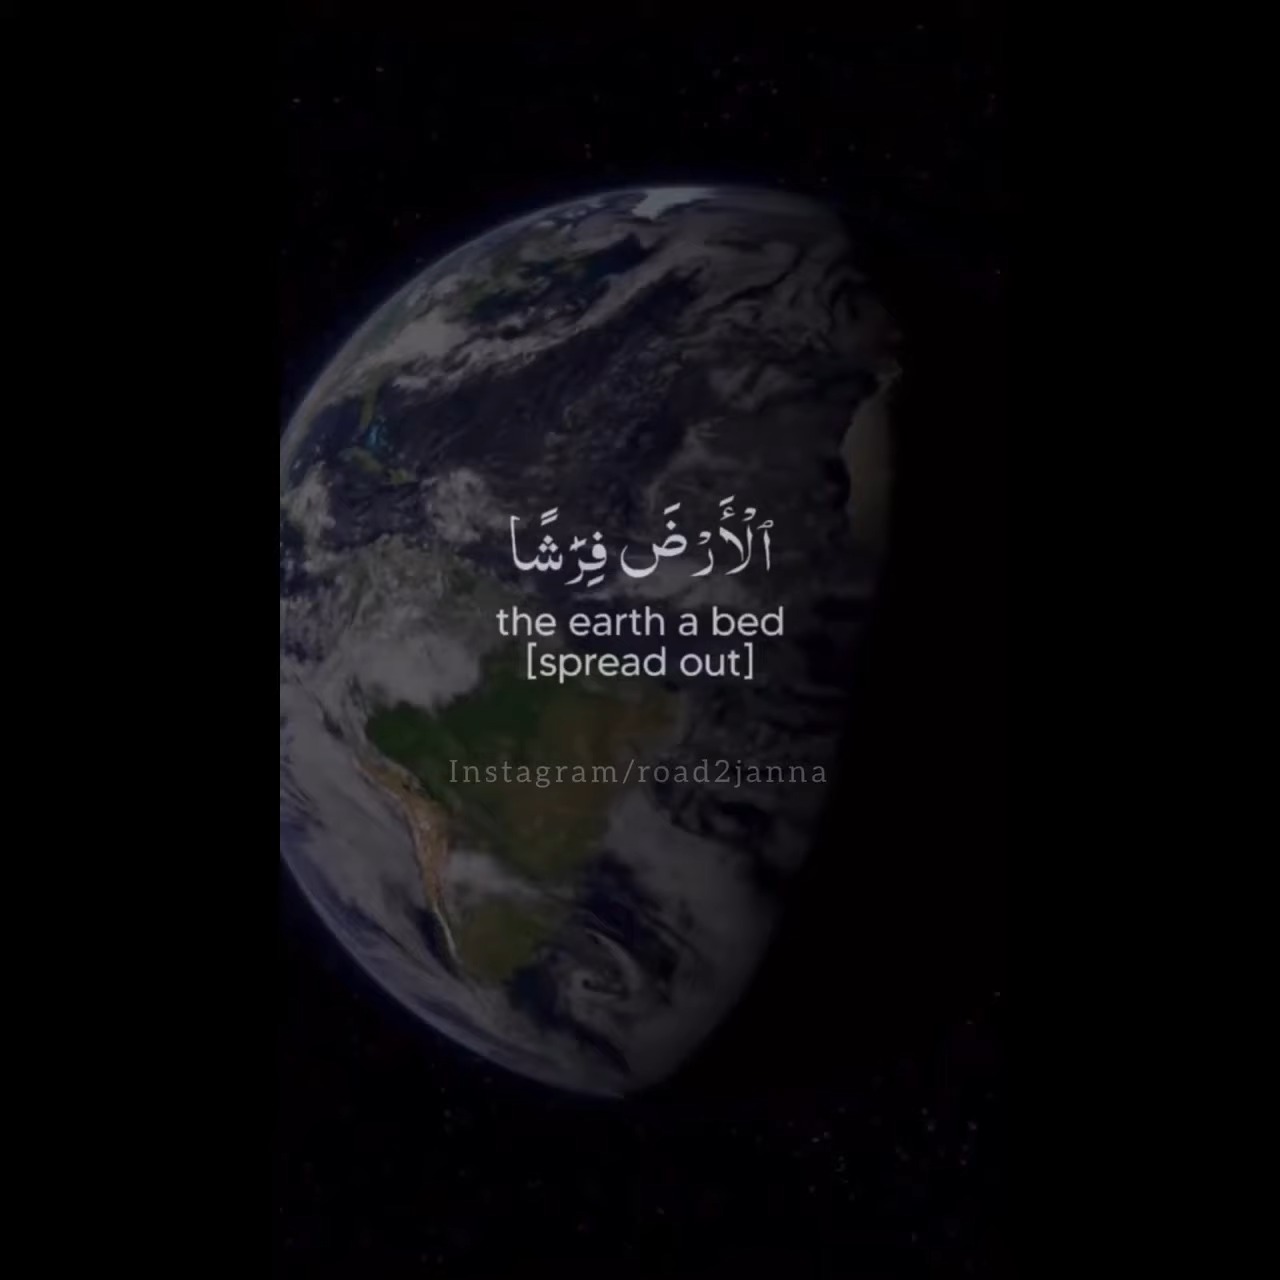 ٱلْأَرْضَ فِرَٰشًا
the earth a bed
[spread out]
Instagram/road2janna